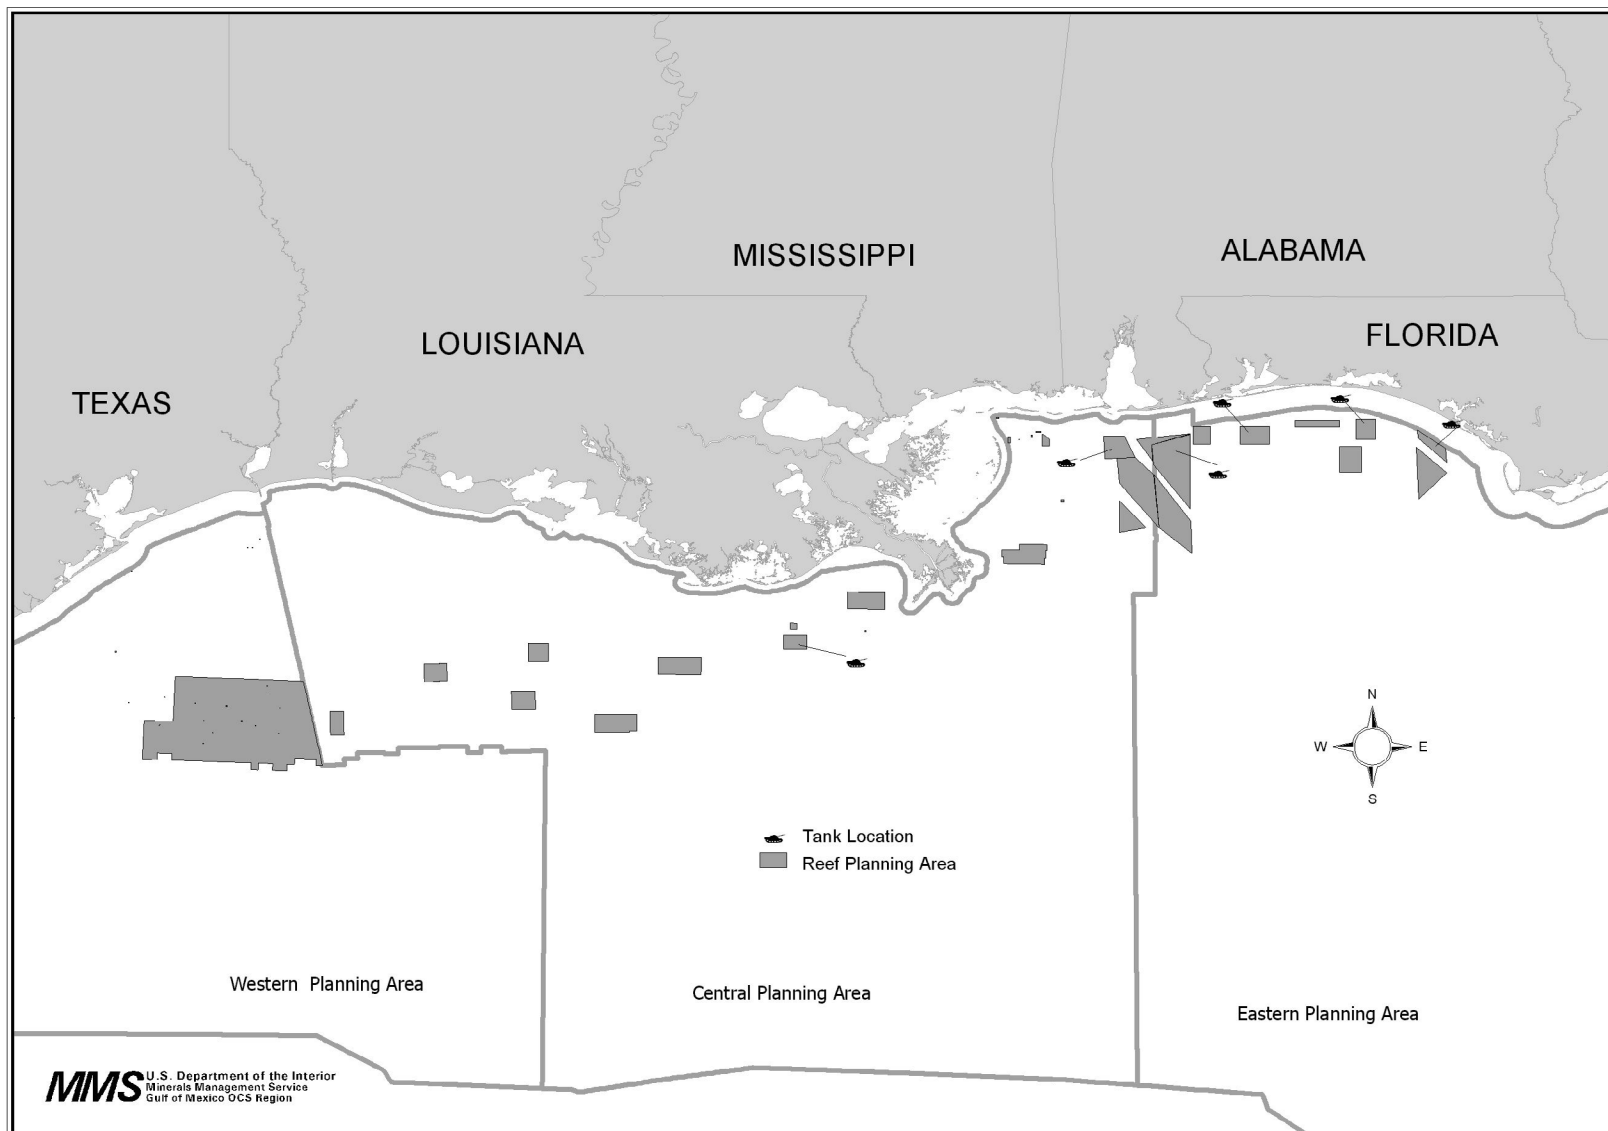 MISSISSIPPI
ALABAMA
LOUISIANA
FLORIDA
TEXAS
N
W E
S
Tank Location
Reef Planning Area
Western Planning Area
Central Planning Area
Eastern Planning Area
MMS
U.S. Department of the Interior
Minerals Management Service
Gulf of Mexico OCS Region